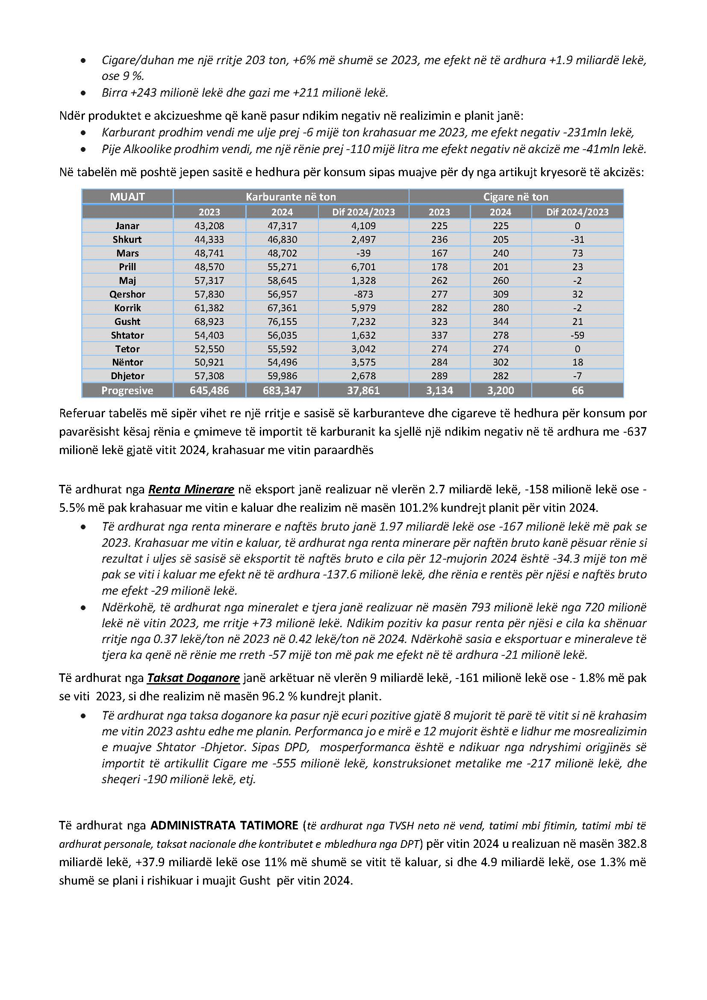 • Cigare/duhan me një rritje 203 ton, +6% më shumë se 2023, me efekt në të ardhura +1.9 miliardë lekë,
ose 9 %.
• Birra +243 milionë lekë dhe gazi me +211 milionë lekë.
Ndër produktet e akcizueshme që kanë pasur ndikim negativ në realizimin e planit janë:
• Karburant prodhim vendi me ulje prej -6 mijë ton krahasuar me 2023, me efekt negativ -231mln lekë,
• Pije Alkoolike prodhim vendi, me një rënie prej -110 mijë litra me efekt negativ në akcizë me -41mln lekë.
Në tabelën më poshtë jepen sasitë e hedhura për konsum sipas muajve për dy nga artikujt kryesorë të akcizës:
MUAJT Karburante në ton Cigare në ton
2023 2024 Dif 2024/2023 2023 2024 Dif 2024/2023
Janar 43,208 47,317 4,109 225 225 0
Shkurt 44,333 46,830 2,497 236 205 -31
Mars 48,741 48,702 -39 167 240 73
Prill 48,570 55,271 6,701 178 201 23
Maj 57,317 58,645 1,328 262 260 -2
Qershor 57,830 56,957 -873 277 309 32
Korrik 61,382 67,361 5,979 282 280 -2
Gusht 68,923 76,155 7,232 323 344 21
Shtator 54,403 56,035 1,632 337 278 -59
Tetor 52,550 55,592 3,042 274 274 0
Nëntor 50,921 54,496 3,575 284 302 18
Dhjetor 57,308 59,986 2,678 289 282 -7
Progresive 645,486 683,347 37,861 3,134 3,200 66
Referuar tabelës më sipër vihet re një rritje e sasisë së karburanteve dhe cigareve të hedhura për konsum por
pavarësisht kësaj rënia e çmimeve të importit të karburanit ka sjellë një ndikim negativ në të ardhura me -637
milionë lekë gjatë vitit 2024, krahasuar me vitin paraardhës
Të ardhurat nga Renta Minerare në eksport janë realizuar në vlerën 2.7 miliardë lekë, -158 milionë lekë ose -
5.5% më pak krahasuar me vitin e kaluar dhe realizim në masën 101.2% kundrejt planit për vitin 2024.
• Të ardhurat nga renta minerare e naftës bruto janë 1.97 miliardë lekë ose -167 milionë lekë më pak se
2023. Krahasuar me vitin e kaluar, të ardhurat nga renta minerare për naftën bruto kanë pësuar rënie si
rezultat i uljes së sasisë së eksportit të naftës bruto e cila për 12-mujorin 2024 është -34.3 mijë ton më
pak se viti i kaluar me efekt në të ardhura -137.6 milionë lekë, dhe rënia e rentës për njësi e naftës bruto
me efekt -29 milionë lekë.
• Ndërkohë, të ardhurat nga mineralet e tjera janë realizuar në masën 793 milionë lekë nga 720 milionë
lekë në vitin 2023, me rritje +73 milionë lekë. Ndikim pozitiv ka pasur renta për njësi e cila ka shënuar
rritje nga 0.37 lekë/ton në 2023 në 0.42 lekë/ton në 2024. Ndërkohë sasia e eksportuar e mineraleve të
tjera ka qenë në rënie me rreth -57 mijë ton më pak me efekt në të ardhura -21 milionë lekë.
Të ardhurat nga Taksat Doganore janë arkëtuar në vlerën 9 miliardë lekë, -161 milionë lekë ose - 1.8% më pak
se viti 2023, si dhe realizim në masën 96.2 % kundrejt planit.
• Të ardhurat nga taksa doganore ka pasur një ecuri pozitive gjatë 8 mujorit të parë të vitit si në krahasim
me vitin 2023 ashtu edhe me planin. Performanca jo e mirë e 12 mujorit është e lidhur me mosrealizimin
e muajve Shtator -Dhjetor. Sipas DPD, mosperformanca është e ndikuar nga ndryshimi origjinës së
importit të artikullit Cigare me -555 milionë lekë, konstruksionet metalike me -217 milionë lekë, dhe
sheqeri -190 milionë lekë, etj.
Të ardhurat nga ADMINISTRATA TATIMORE (të ardhurat nga TVSH neto në vend, tatimi mbi fitimin, tatimi mbi të
ardhurat personale, taksat nacionale dhe kontributet e mbledhura nga DPT) për vitin 2024 u realizuan në masën 382.8
miliardë lekë, +37.9 miliardë lekë ose 11% më shumë se vitit të kaluar, si dhe 4.9 miliardë lekë, ose 1.3% më
shumë se plani i rishikuar i muajit Gusht për vitin 2024.